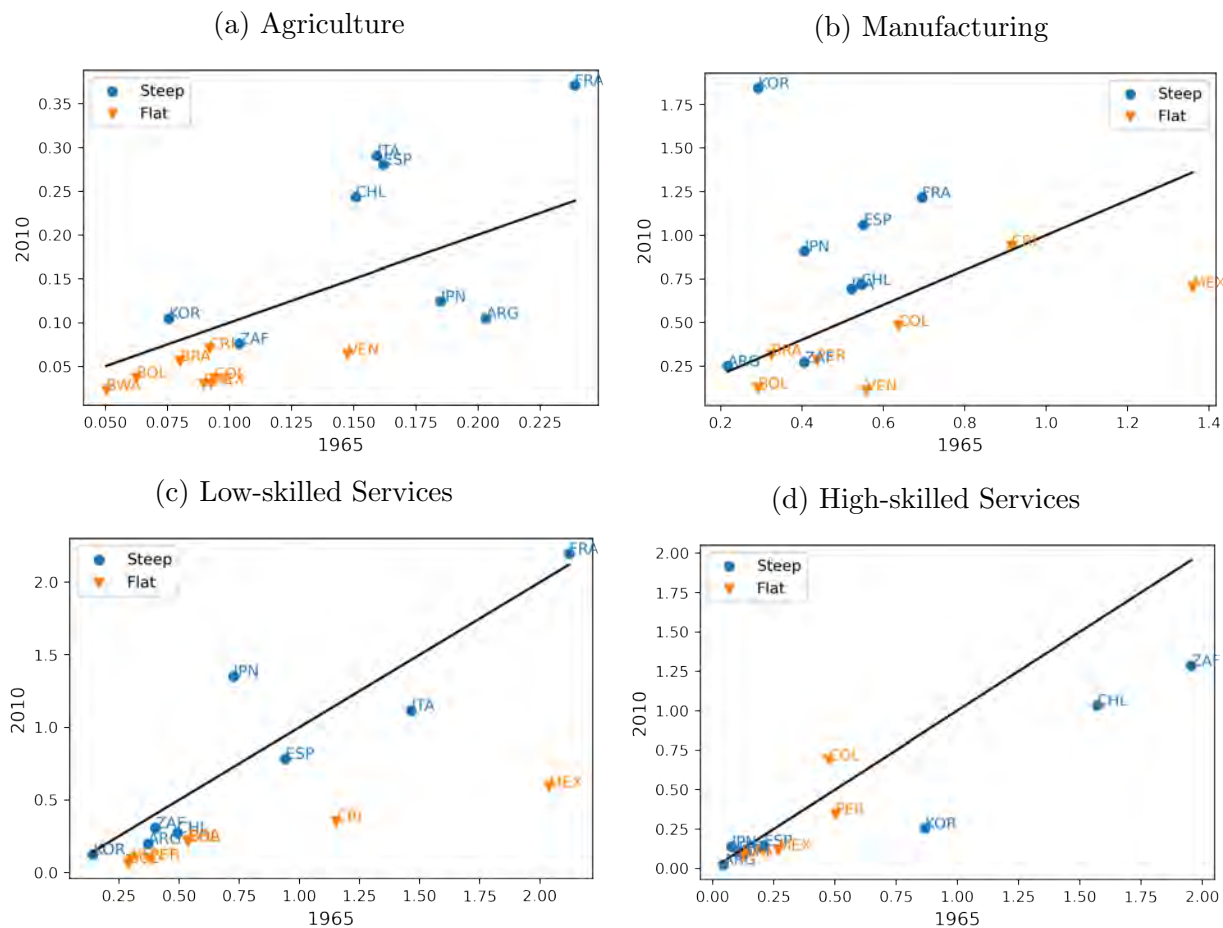 (a) Agriculture
Steep
Flat
FRA
ITA
ESP
CHL
KOR
JPN
ARG
ZAF
CRI
BRA
VEN
BOL
COL
BWA
0.35
0.30
0.25
0.20
0.15
0.10
0.05
2010
0.050
0.075
0.100
0.125
0.150
0.175
0.200
0.225
1965
(b) Manufacturing
Steep
Flat
KOR
FRA
ESP
JPN
CRI
CHL
MEX
COL
BRA
ARG
ZAF
PER
BOL
VEN
1.75
1.50
1.25
1.00
0.75
0.50
0.25
2010
0.2
0.4
0.6
0.8
1.0
1.2
1.4
1965
(c) Low-skilled Services
Steep
Flat
FRA
JPN
ITA
ESP
MEX
CRI
ZAF
CHL
ARG
KOR
PER
2.0
1.5
1.0
0.5
0.0
2010
0.25
0.50
0.75
1.00
1.25
1.50
1.75
2.00
1965
(d) High-skilled Services
Steep
Flat
ZAF
CHL
COL
PER
KOR
JPN
ESP
MEX
ARG
2.00
1.75
1.50
1.25
1.00
0.75
0.50
0.25
0.00
2010
0.00
0.25
0.50
0.75
1.00
1.25
1.50
1.75
2.00
1965